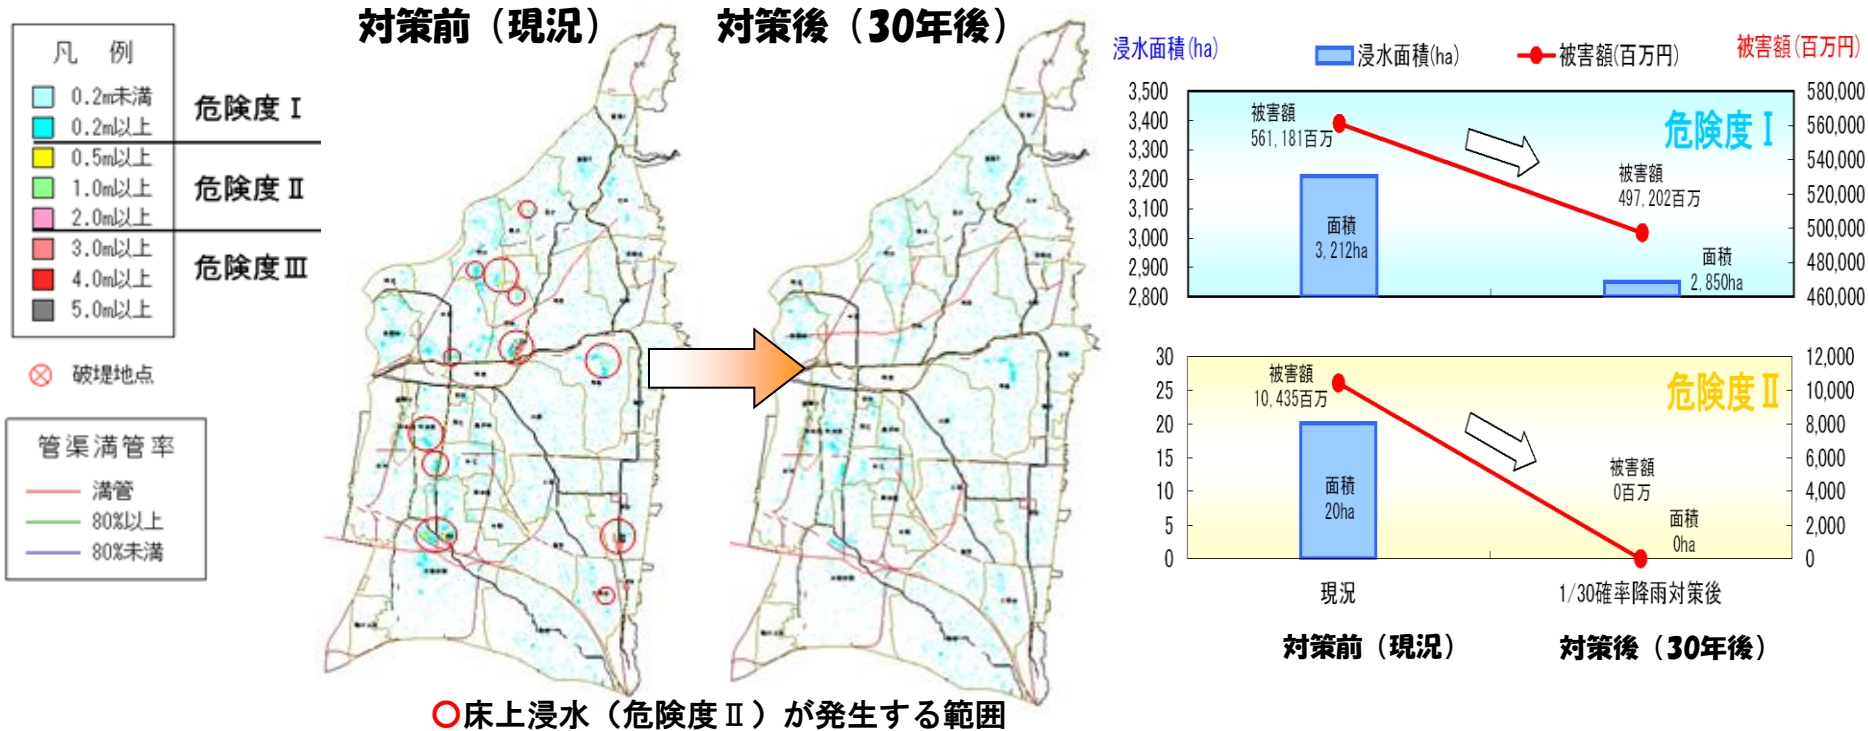 対策前（現況）
対策後（30年後）
凡　例
0.2m未満
0.2m以上
0.5m以上
1.0m以上
2.0m以上
3.0m以上
4.0m以上
5.0m以上
危険度Ⅰ
危険度Ⅱ
危険度Ⅲ
破堤地点
管渠満管率
満管
80%以上
80%未満
○床上浸水（危険度Ⅱ）が発生する範囲
浸水面積(ha)
浸水面積(ha)
被害額(百万円)
被害額(百万円)
3,500
3,400
3,300
3,200
3,100
3,000
2,900
2,800
580,000
560,000
540,000
520,000
500,000
480,000
460,000
危険度Ⅰ
被害額
561,181百万
面積
3,212ha
被害額
497,202百万
面積
2,850ha
30
25
20
15
10
5
0
12,000
10,000
8,000
6,000
4,000
2,000
0
危険度Ⅱ
被害額
10,435百万
面積
20ha
被害額
0百万
面積
0ha
現況
1/30確率降雨対策後
対策前（現況）
対策後（30年後）